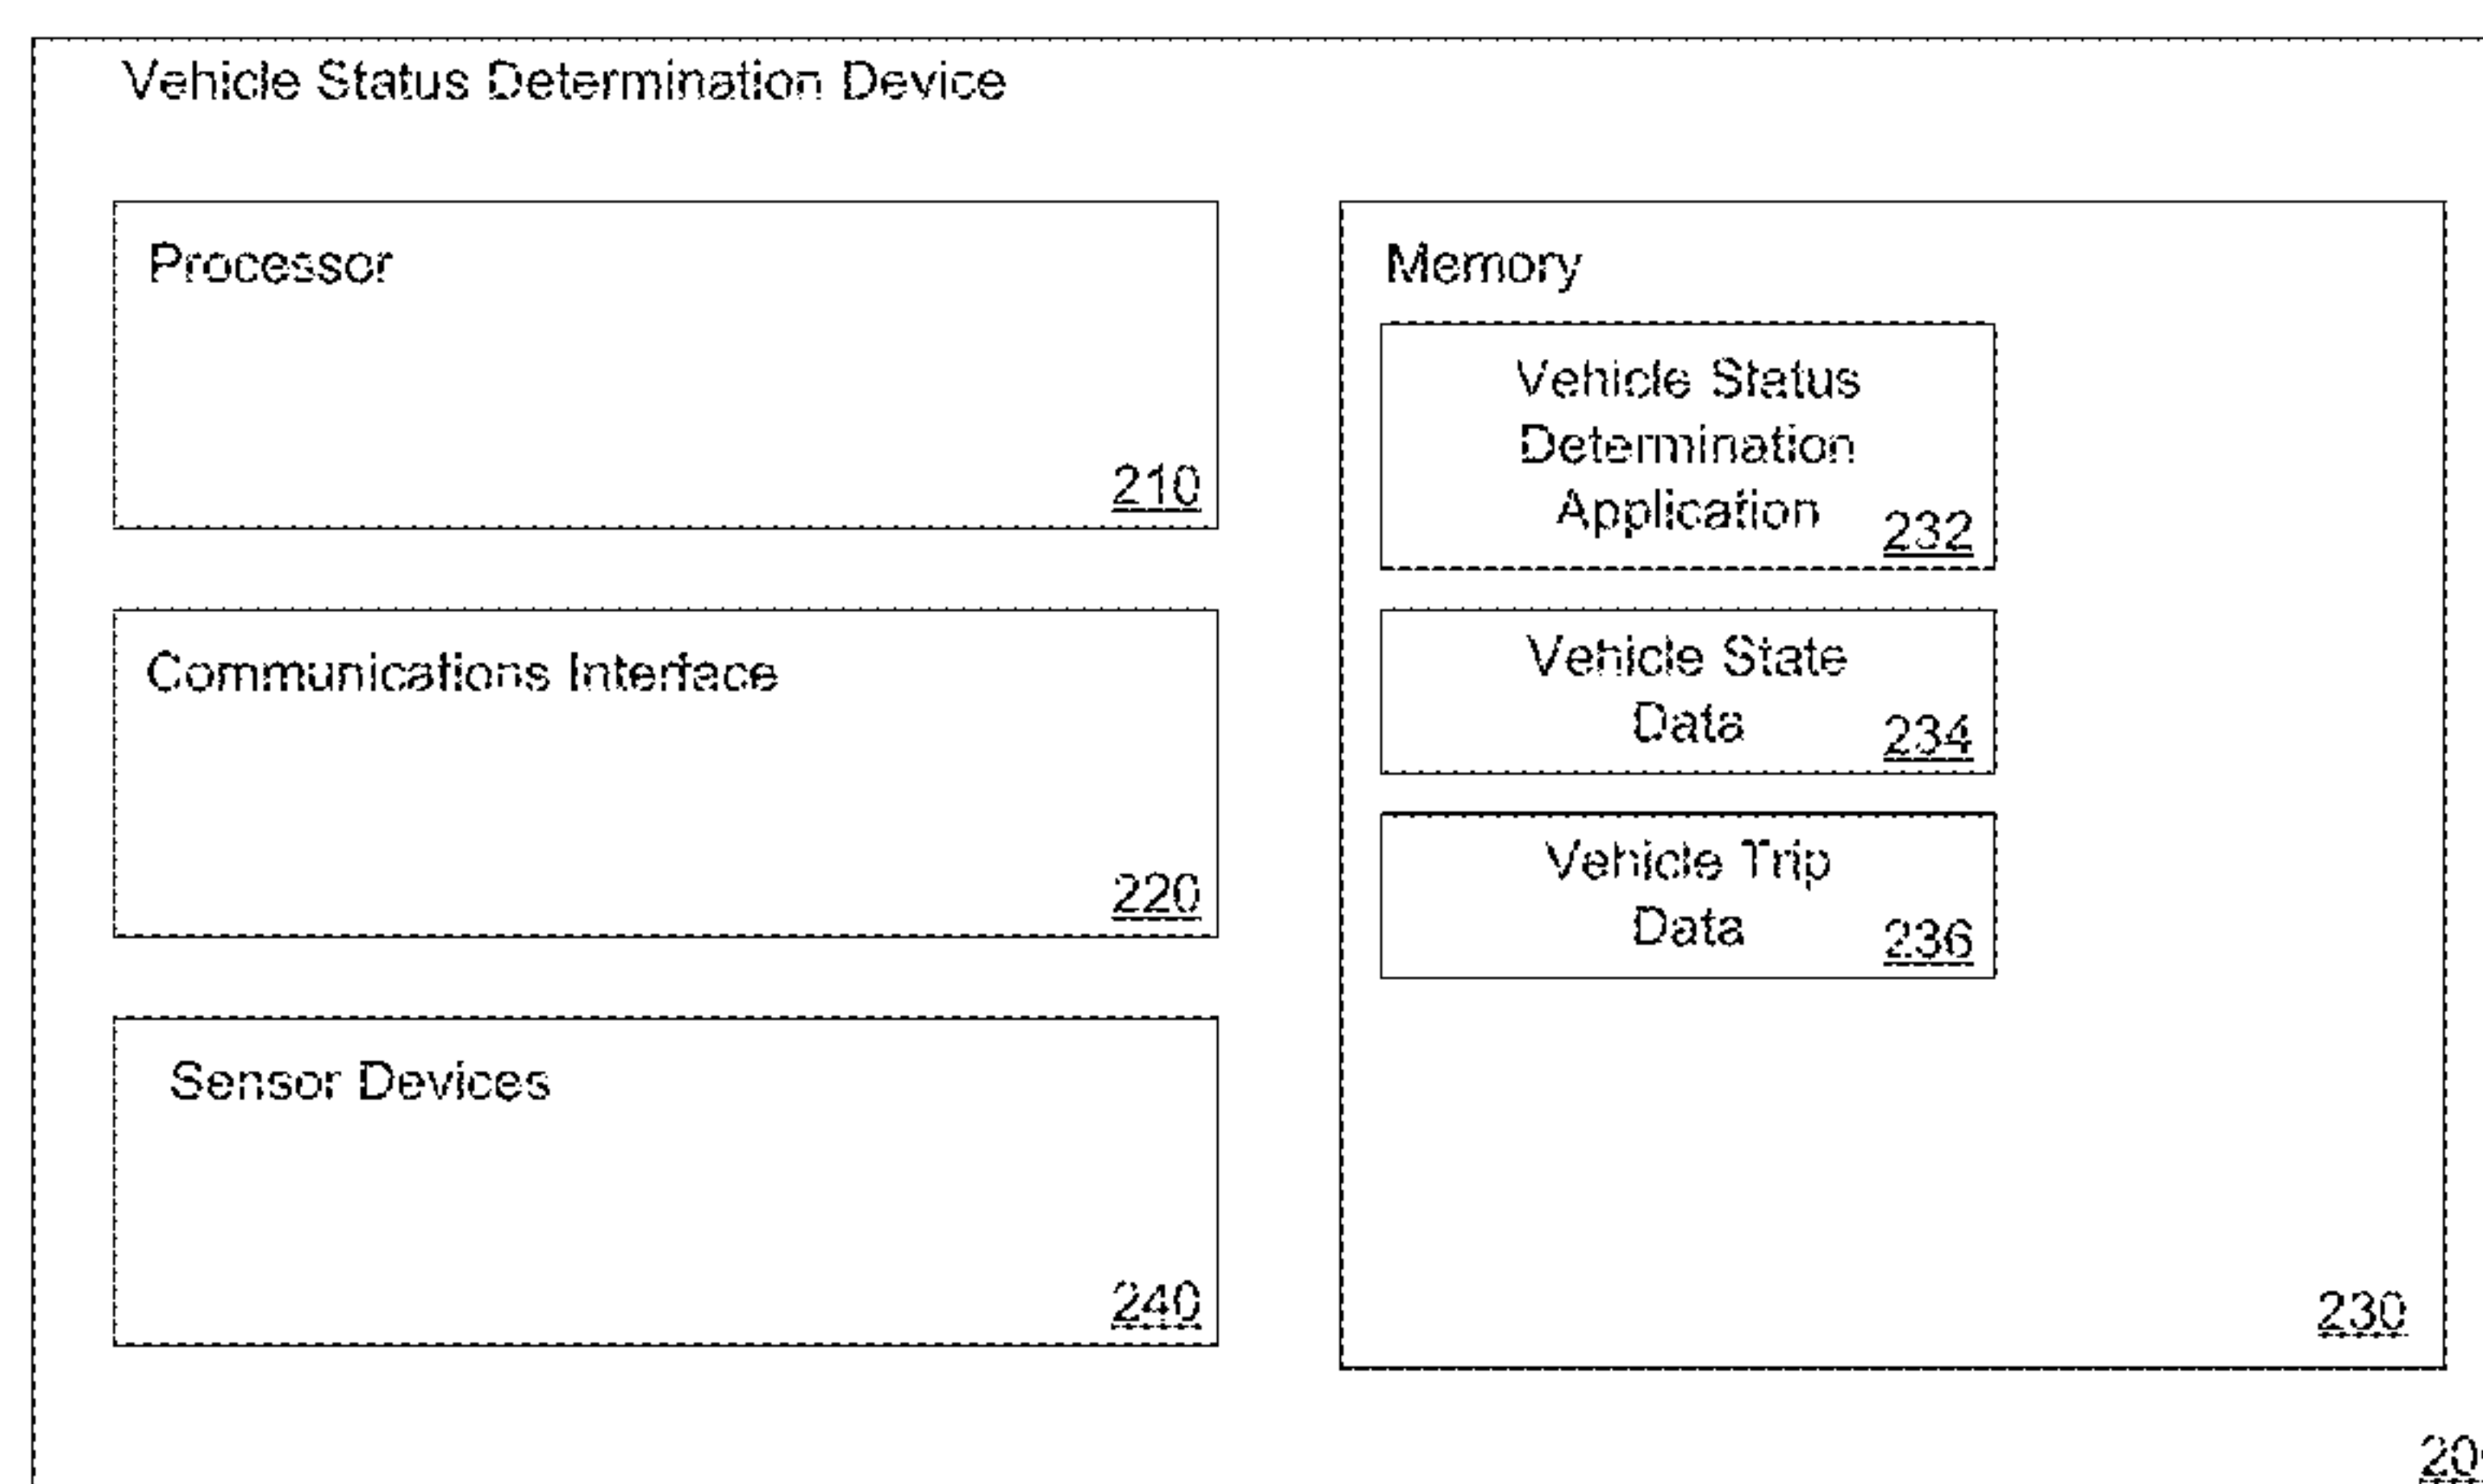 Vehicle Status Determination Device
Processor
210
Communications Interface
220
Sensor Devices
240
Memory
Vehicle Status
Determination
Application
232
Vehicle State
Data
234
Vehicle Trip
Data
236
230